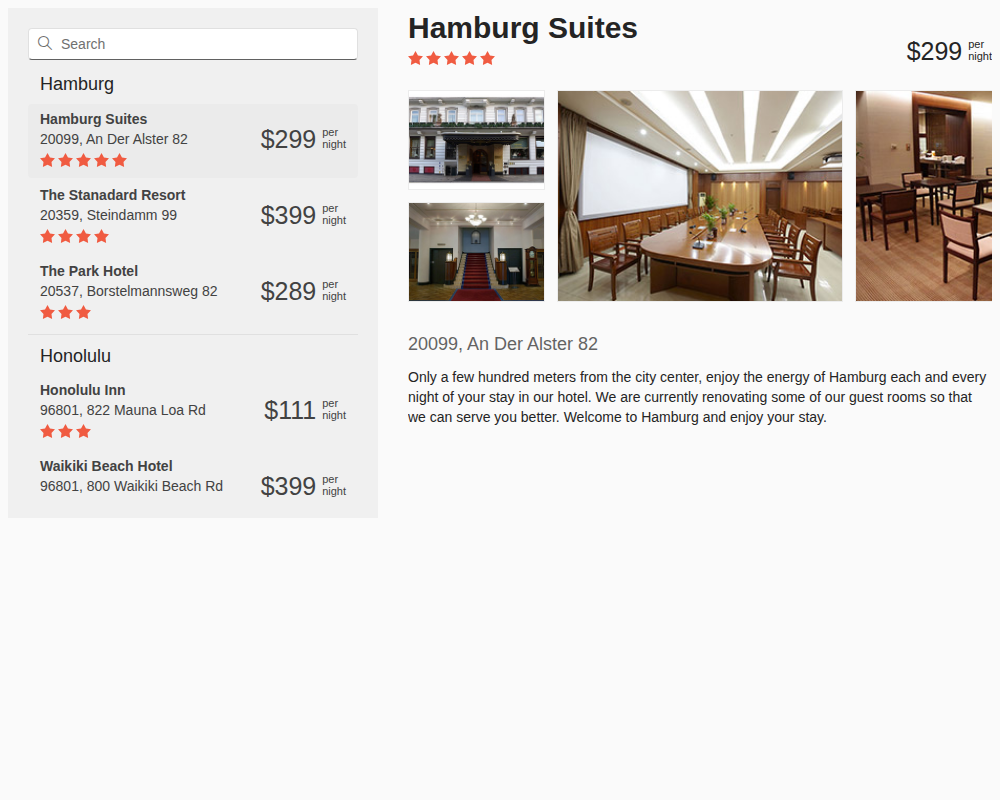 Search
Hamburg
Hamburg Suites
20099, An Der Alster 82
$299 per night
The Stanadard Resort
20359, Steindamm 99
$399 per night
The Park Hotel
20537, Borstelmannsweg 82
$289 per night
Honolulu
Honolulu Inn
96801, 822 Mauna Loa Rd
$111 per night
Waikiki Beach Hotel
96801, 800 Waikiki Beach Rd
$399 per night
Hamburg Suites
$299 per night
20099, An Der Alster 82
Only a few hundred meters from the city center, enjoy the energy of Hamburg each and every
night of your stay in our hotel. We are currently renovating some of our guest rooms so that
we can serve you better. Welcome to Hamburg and enjoy your stay.